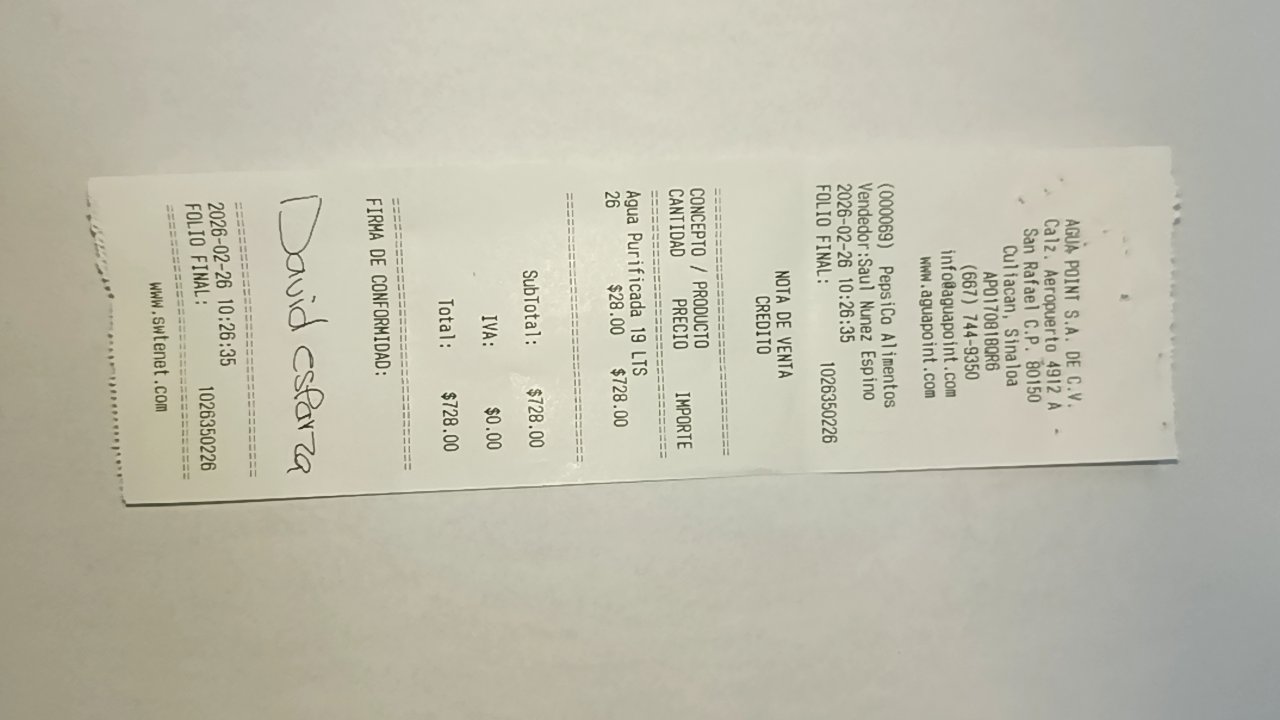 AGUA POINT S.A. DE C.V.
Calz. Aeropuerto 4912 A
San Rafael C.P. 80150
Culiacan, Sinaloa
APO170818QR6
(667) 744-9350
info@aguapoint.com
www.aguapoint.com
(000069) PepsiCo Alimentos
Vendedor:Saul Nunez Espino
2026-02-26 10:26:35
FOLIO FINAL: 1026350226
NOTA DE VENTA
CREDITO
CONCEPTO / PRODUCTO
CANTIDAD PRECIO IMPORTE
Agua Purificada 19 LTS
26 $28.00 $728.00
SubTotal: $728.00
IVA: $0.00
Total: $728.00
FIRMA DE CONFORMIDAD:
David esparza
2026-02-26 10:26:35
FOLIO FINAL: 1026350226
www.swtenet.com